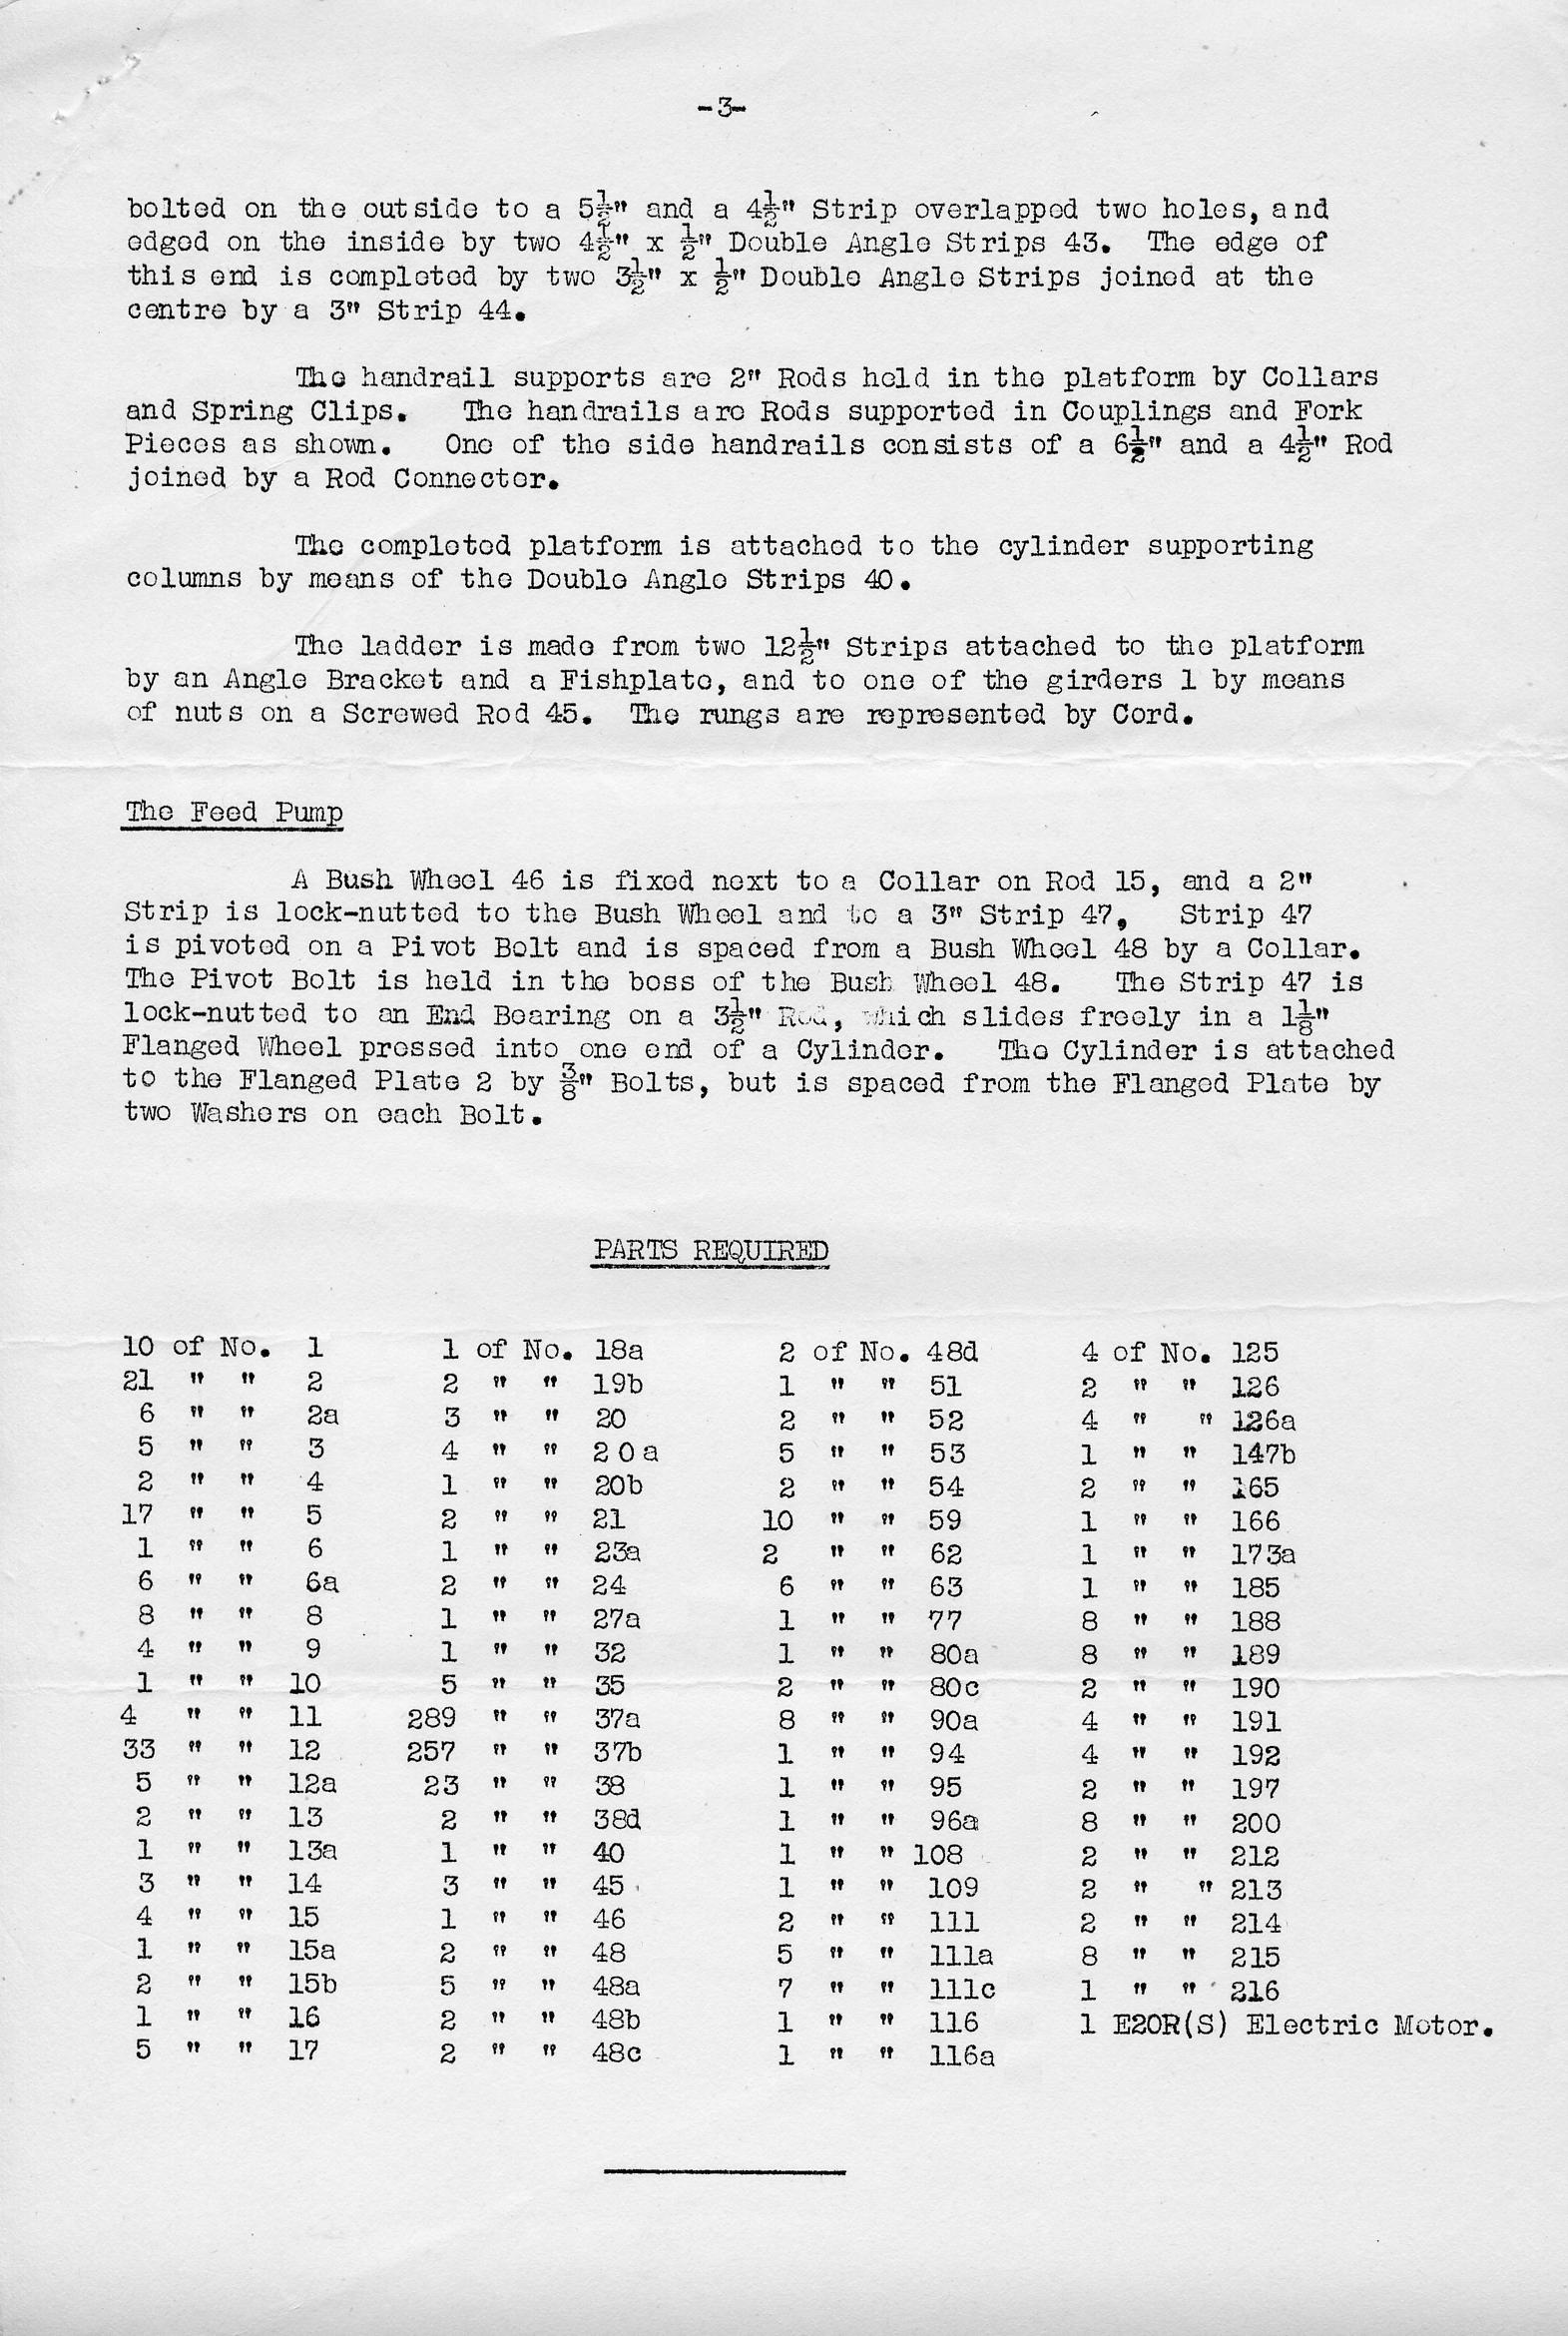 -3-
bolted on the outside to a 5½" and a 4½" Strip overlapped two holes, and
edged on the inside by two 4½" x ½" Double Angle Strips 43. The edge of
this end is completed by two 3½" x ½" Double Angle Strips joined at the
centre by a 3" Strip 44.
The handrail supports are 2" Rods held in the platform by Collars
and Spring Clips. The handrails are Rods supported in Couplings and Fork
Pieces as shown. One of the side handrails consists of a 6½" and a 4½" Rod
joined by a Rod Connector.
The completed platform is attached to the cylinder supporting
columns by means of the Double Angle Strips 40.
The ladder is made from two 12½" Strips attached to the platform
by an Angle Bracket and a Fishplate, and to one of the girders 1 by means
of nuts on a Screwed Rod 45. The rungs are represented by Cord.
The Feed Pump
A Bush Wheel 46 is fixed next to a Collar on Rod 15, and a 2"
Strip is lock-nutted to the Bush Wheel and to a 3" Strip 47, Strip 47
is pivoted on a Pivot Bolt and is spaced from a Bush Wheel 48 by a Collar.
The Pivot Bolt is held in the boss of the Bush Wheel 48. The Strip 47 is
lock-nutted to an End Bearing on a 3½" Rod, which slides freely in a 1⅛"
Flanged Wheel pressed into one end of a Cylinder. The Cylinder is attached
to the Flanged Plate 2 by ⅜" Bolts, but is spaced from the Flanged Plate by
two Washers on each Bolt.
PARTS REQUIRED
10 of No. 1 1 of No. 18a 2 of No. 48d 4 of No. 125
21 " " 2 2 " " 19b 1 " " 51 2 " " 126
6 " " 2a 3 " " 20 2 " " 52 4 " " 126a
5 " " 3 4 " " 20a 5 " " 53 1 " " 147b
2 " " 4 1 " " 20b 2 " " 54 2 " " 165
17 " " 5 2 " " 21 10 " " 59 1 " " 166
1 " " 6 1 " " 23a 2 " " 62 1 " " 173a
6 " " 6a 2 " " 24 6 " " 63 1 " " 185
8 " " 8 1 " " 27a 1 " " 77 8 " " 188
4 " " 9 1 " " 32 1 " " 80a 8 " " 189
1 " " 10 5 " " 35 2 " " 80c 2 " " 190
4 " " 11 289 " " 37a 8 " " 90a 4 " " 191
33 " " 12 257 " " 37b 1 " " 94 4 " " 192
5 " " 12a 23 " " 38 1 " " 95 2 " " 197
2 " " 13 2 " " 38d 1 " " 96a 8 " " 200
1 " " 13a 1 " " 40 1 " " 108 2 " " 212
3 " " 14 3 " " 45 1 " " 109 2 " " 213
4 " " 15 1 " " 46 2 " " 111 2 " " 214
1 " " 15a 2 " " 48 5 " " 111a 8 " " 215
2 " " 15b 5 " " 48a 7 " " 111c 1 " " 216
1 " " 16 2 " " 48b 1 " " 116 1 E20R(S) Electric Motor.
5 " " 17 2 " " 48c 1 " " 116a